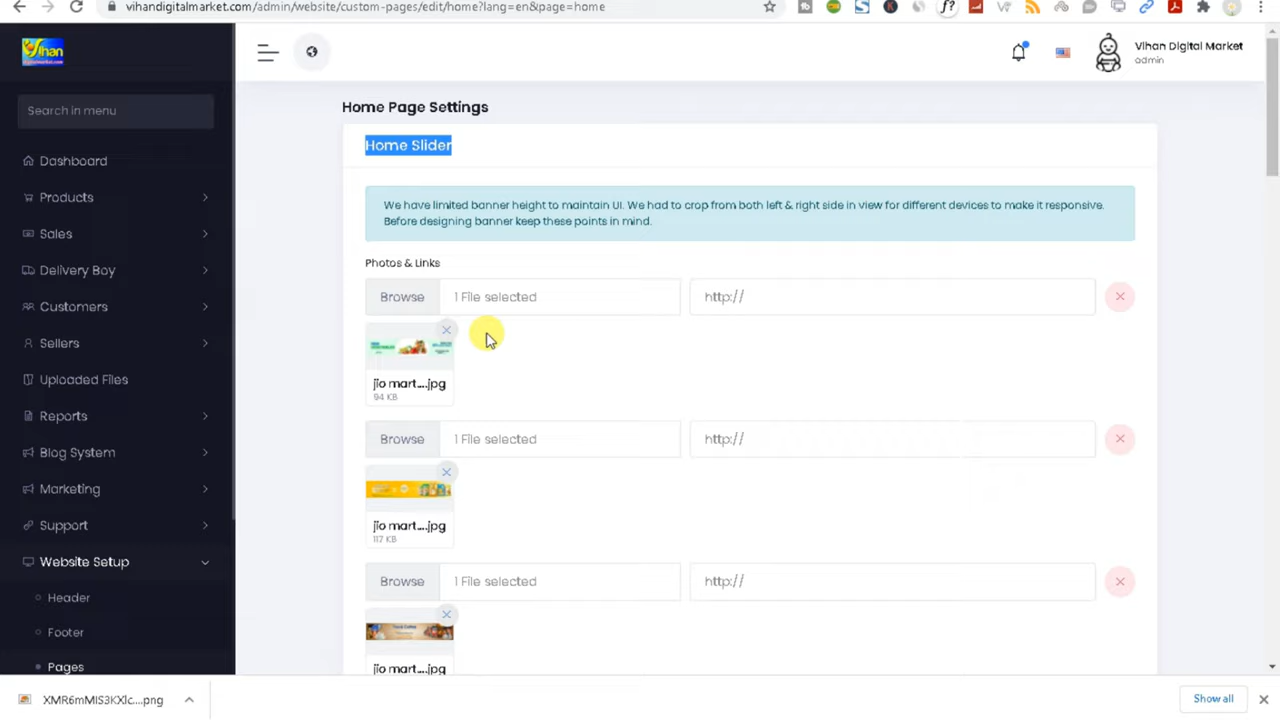 vihandigitalmarket.com/admin/website/custom-pages/edit/home?lang=en&page=home
Vihan
Search in menu
Dashboard
Products
Sales
Delivery Boy
Customers
Sellers
Uploaded Files
Reports
Blog System
Marketing
Support
Website Setup
Header
Footer
Pages
Vihan Digital Market
admin
Home Page Settings
Home Slider
We have limited banner height to maintain UI. We had to crop from both left & right side in view for different devices to make it responsive.
Before designing banner keep these points in mind.
Photos & Links
Browse 1 File selected http://
jio mart....jpg
94 KB
Browse 1 File selected http://
jio mart....jpg
117 KB
Browse 1 File selected http://
jio mart....jpg
Show all